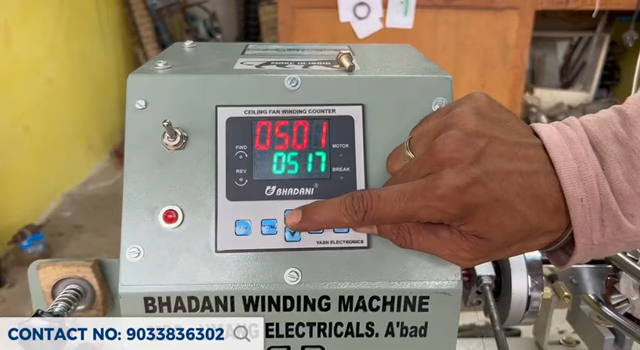 CEILING FAN WINDING COUNTER
0501
FWD
MOTOR
0517
REV
BREAK
BHADANI®
YASH ELECTRONICS
BHADANI WINDING MACHINE
ELECTRICALS. A'bad
CONTACT NO: 9033836302